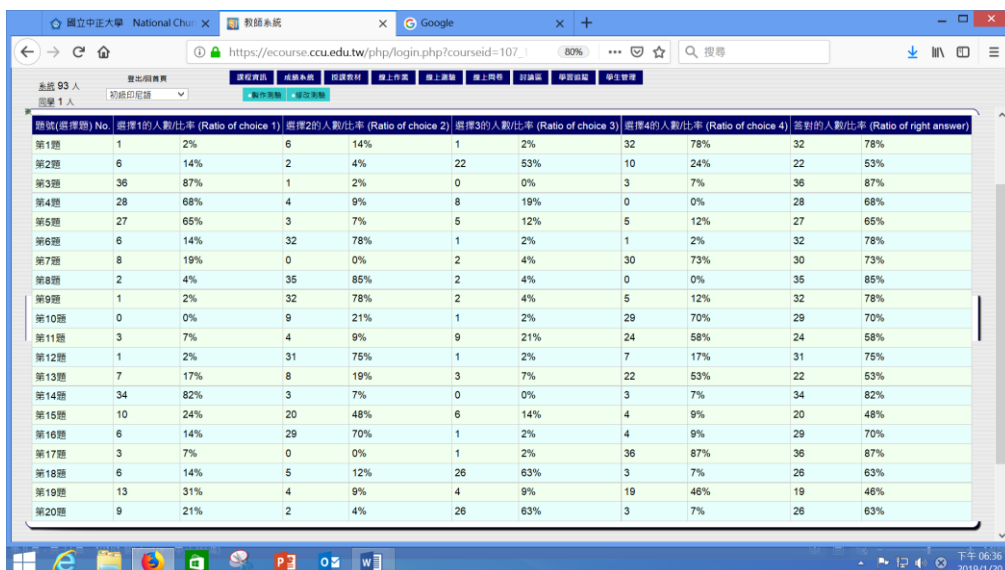 國立中正大學 National Chun
教師系統
Google
https://ecourse.ccu.edu.tw/php/login.php?courseid=107_
80%
搜尋
系統 93 人
同學 1 人
登出/回首頁
初級印尼語
課程資訊 成績系統 授課教材 線上作業 線上測驗 線上問卷 討論區 學習追蹤 學生管理
製作測驗 修改測驗
題號(選擇題) No. 選擇1的人數/比率 (Ratio of choice 1) 選擇2的人數/比率 (Ratio of choice 2) 選擇3的人數/比率 (Ratio of choice 3) 選擇4的人數/比率 (Ratio of choice 4) 答對的人數/比率 (Ratio of right answer)
第1題 1 2% 6 14% 1 2% 32 78% 32 78%
第2題 6 14% 2 4% 22 53% 10 24% 22 53%
第3題 36 87% 1 2% 0 0% 3 7% 36 87%
第4題 28 68% 4 9% 8 19% 0 0% 28 68%
第5題 27 65% 3 7% 5 12% 5 12% 27 65%
第6題 6 14% 32 78% 1 2% 1 2% 32 78%
第7題 8 19% 0 0% 2 4% 30 73% 30 73%
第8題 2 4% 35 85% 2 4% 0 0% 35 85%
第9題 1 2% 32 78% 2 4% 5 12% 32 78%
第10題 0 0% 9 21% 1 2% 29 70% 29 70%
第11題 3 7% 4 9% 9 21% 24 58% 24 58%
第12題 1 2% 31 75% 1 2% 7 17% 31 75%
第13題 7 17% 8 19% 3 7% 22 53% 22 53%
第14題 34 82% 3 7% 0 0% 3 7% 34 82%
第15題 10 24% 20 48% 6 14% 4 9% 20 48%
第16題 6 14% 29 70% 1 2% 4 9% 29 70%
第17題 3 7% 0 0% 1 2% 36 87% 36 87%
第18題 6 14% 5 12% 26 63% 3 7% 26 63%
第19題 13 31% 4 9% 4 9% 19 46% 19 46%
第20題 9 21% 2 4% 26 63% 3 7% 26 63%
下午 06:36
2019/1/20